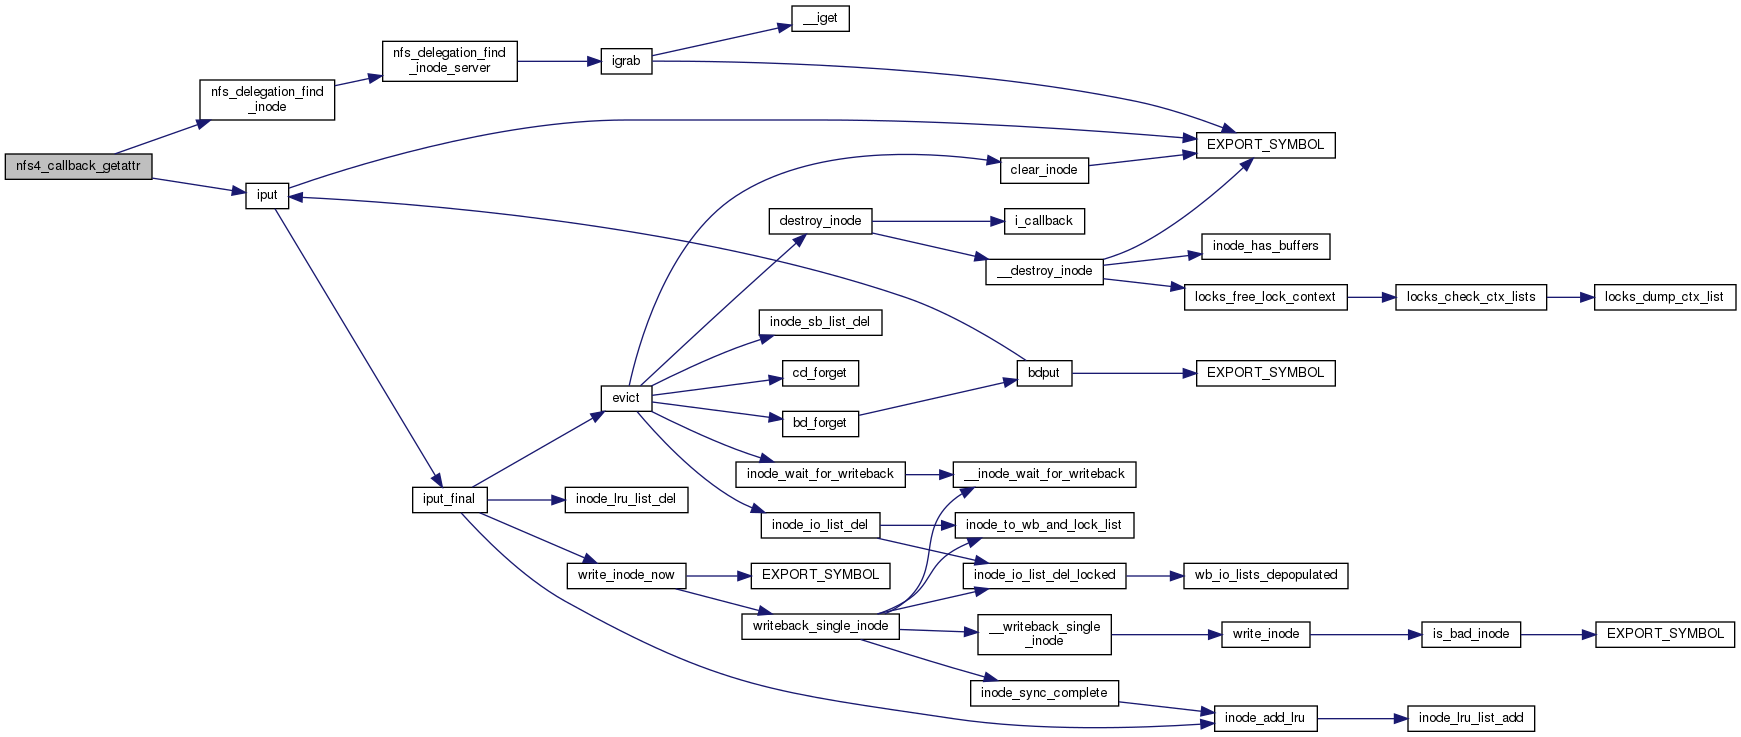 __iget
nfs_delegation_find
_inode_server
igrab
nfs_delegation_find
_inode
EXPORT_SYMBOL
nfs4_callback_getattr
clear_inode
iput
destroy_inode
i_callback
inode_has_buffers
__destroy_inode
locks_free_lock_context
locks_check_ctx_lists
locks_dump_ctx_list
inode_sb_list_del
cd_forget
bdput
EXPORT_SYMBOL
evict
bd_forget
inode_wait_for_writeback
__inode_wait_for_writeback
iput_final
inode_lru_list_del
inode_io_list_del
inode_to_wb_and_lock_list
write_inode_now
EXPORT_SYMBOL
inode_io_list_del_locked
wb_io_lists_depopulated
writeback_single_inode
__writeback_single
_inode
write_inode
is_bad_inode
EXPORT_SYMBOL
inode_sync_complete
inode_add_lru
inode_lru_list_add